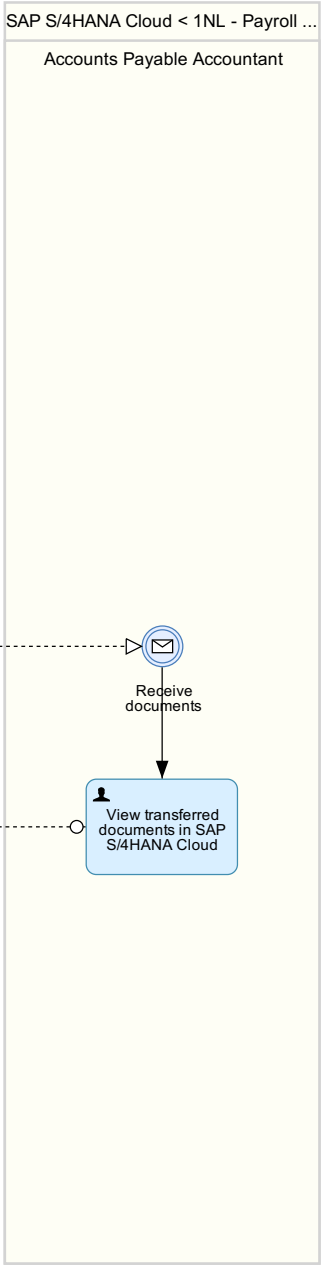 SAP S/4HANA Cloud < 1NL - Payroll ...
Accounts Payable Accountant
Receive
documents
View transferred
documents in SAP
S/4HANA Cloud